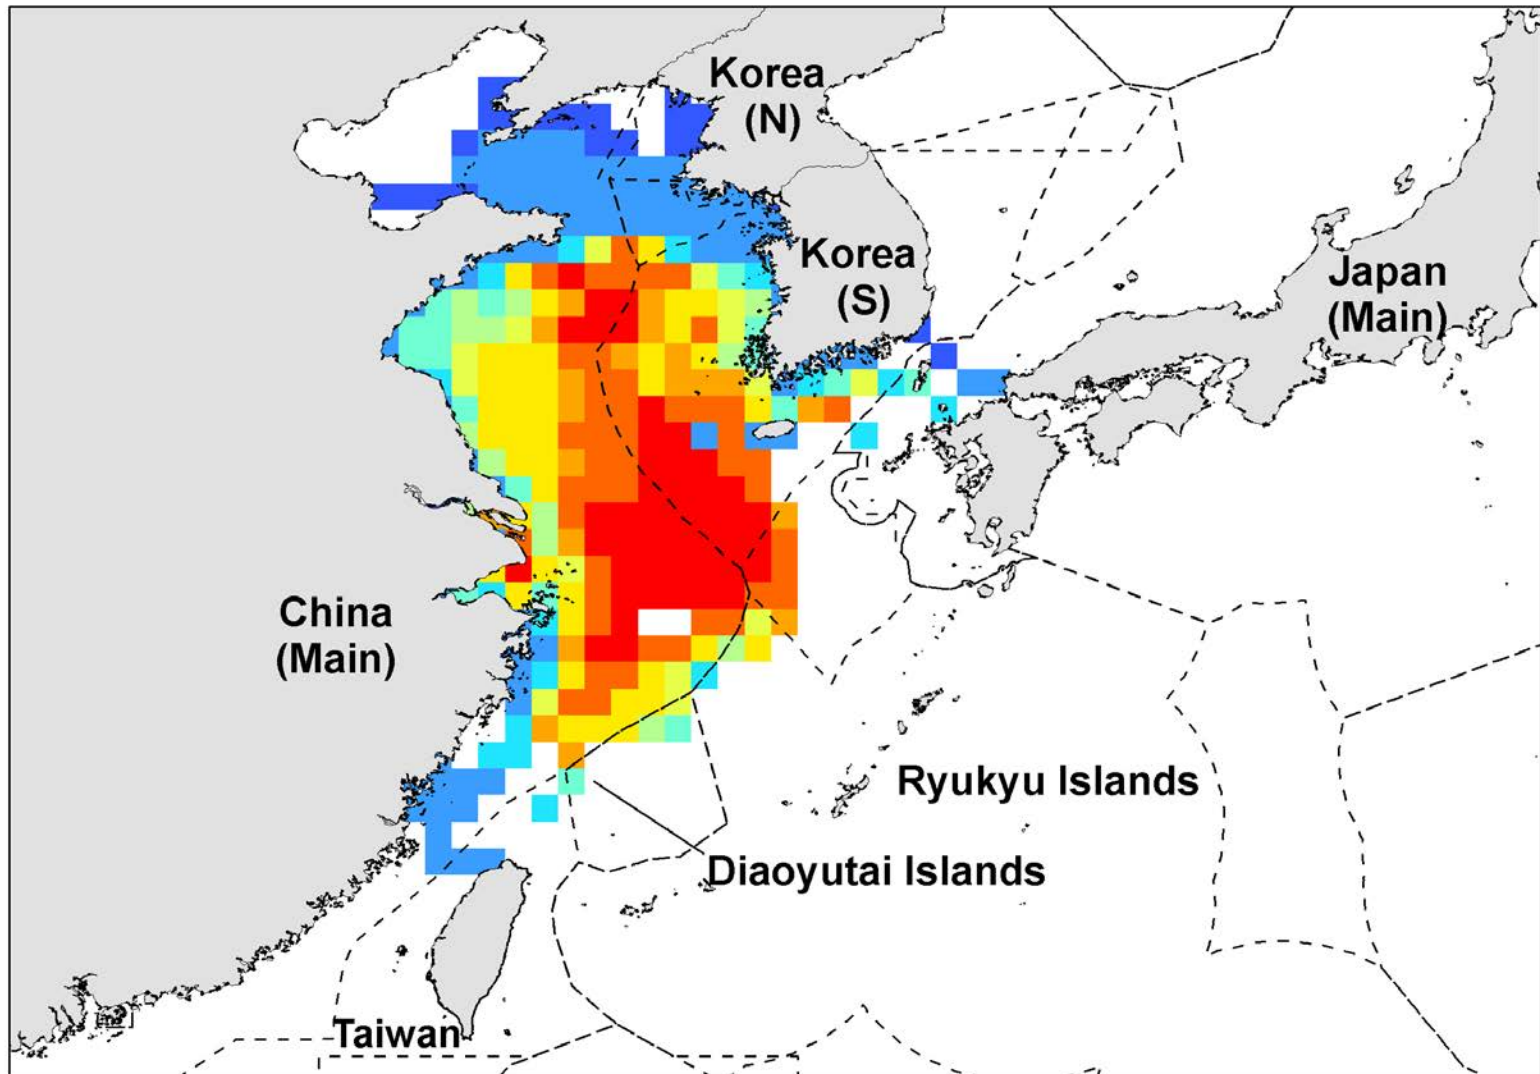 Korea
(N)
Korea
(S)
Japan
(Main)
China
(Main)
Ryukyu Islands
Diaoyutai Islands
Taiwan